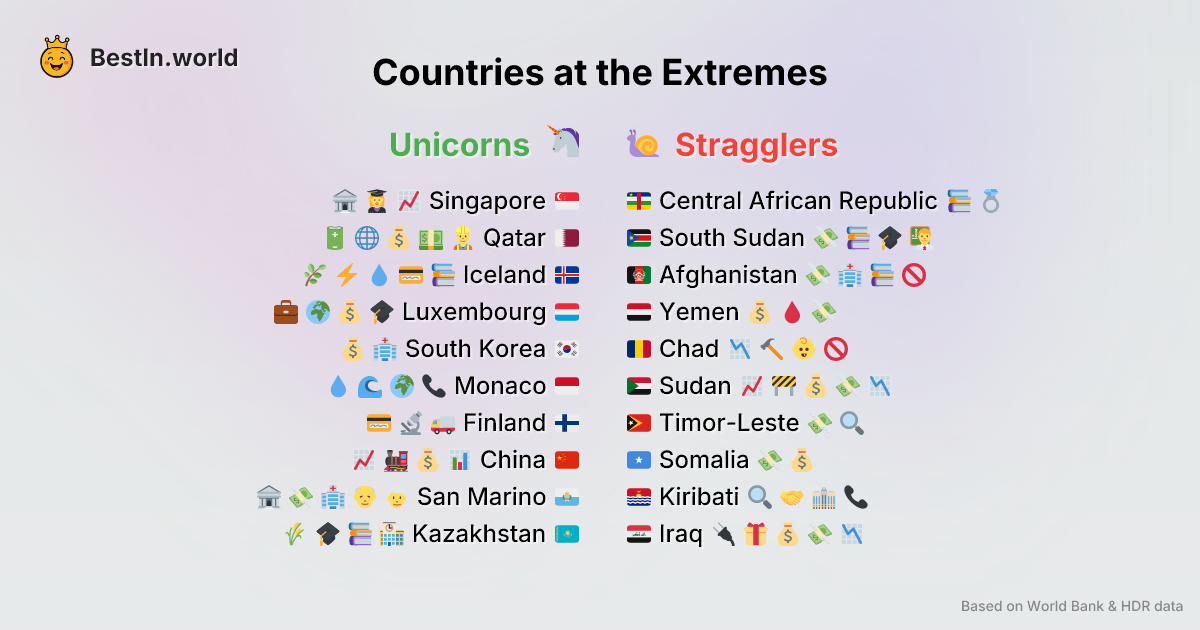 BestIn.world
Countries at the Extremes
Unicorns 🦄
🏛️ 👩‍🎓 📈 Singapore 🇸🇬
🔋 🌐 💰 💵 👷 Qatar 🇶🇦
🌿 ⚡ 💧 💳 📚 Iceland 🇮🇸
💼 🌍 💰 🎓 Luxembourg 🇱🇺
💰 🏥 South Korea 🇰🇷
💧 🌊 🌍 📞 Monaco 🇲🇨
💳 🔬 🚚 Finland 🇫🇮
📈 🚂 💰 📊 China 🇨🇳
🏛️ 💸 🏥 👴 👶 San Marino 🇸🇲
🌾 🎓 📚 🏫 Kazakhstan 🇰🇿
🐌 Stragglers
🇨🇫 Central African Republic 📚 💍
🇸🇸 South Sudan 💸 📚 🎓 👨‍🏫
🇦🇫 Afghanistan 💸 🏥 📚 🚫
🇾🇪 Yemen 💰 🩸 💸
🇹🇩 Chad 📉 🔨 👶 🚫
🇸🇩 Sudan 📈 🚧 💰 💸 📉
🇹🇱 Timor-Leste 💸 🔍
🇸🇴 Somalia 💸 💰
🇰🇮 Kiribati 🔍 🤝 🏙️ 📞
🇮🇶 Iraq 🔌 🎁 💰 💸 📉
Based on World Bank & HDR data